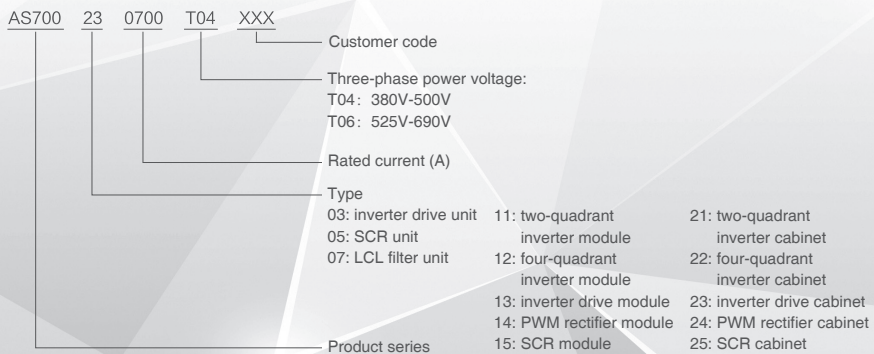 AS700 23 0700 T04 XXX
Customer code
Three-phase power voltage:
T04: 380V-500V
T06: 525V-690V
Rated current (A)
Type
03: inverter drive unit
05: SCR unit
07: LCL filter unit
11: two-quadrant
inverter module
12: four-quadrant
inverter module
13: inverter drive module
14: PWM rectifier module
15: SCR module
21: two-quadrant
inverter cabinet
22: four-quadrant
inverter cabinet
23: inverter drive cabinet
24: PWM rectifier cabinet
25: SCR cabinet
Product series